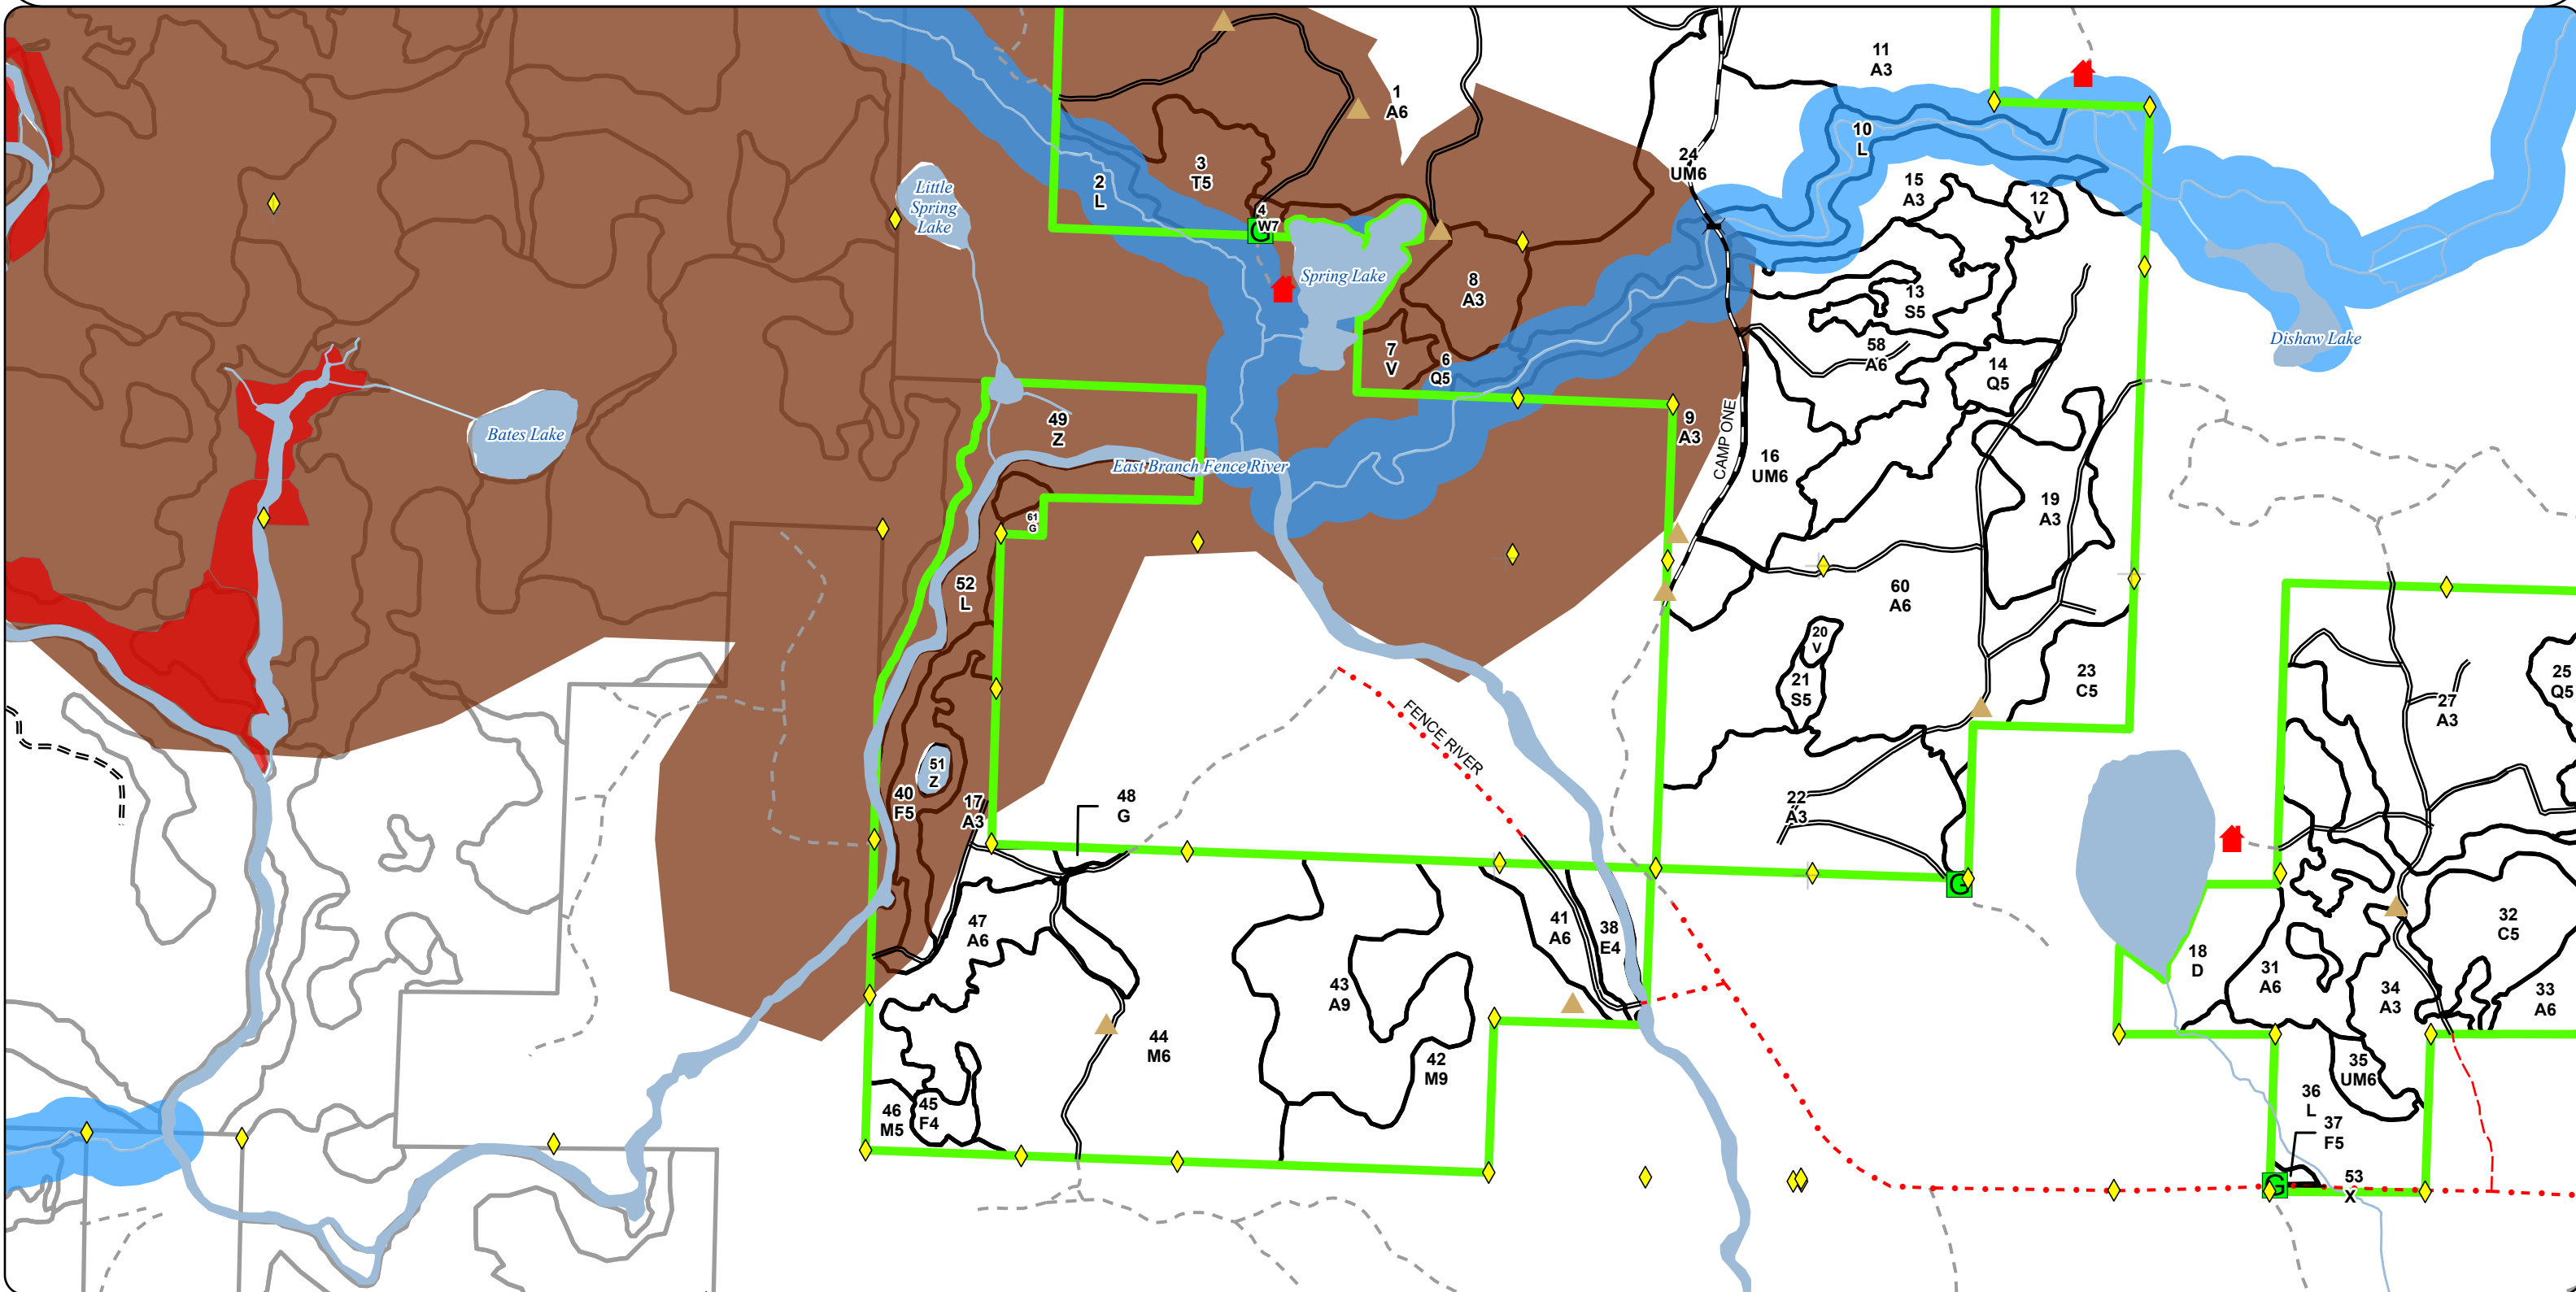 11
A3
1
A6
24
UM6
10
L
3
T5
2
L
Little
Spring
Lake
15
A3
12
V
4
W7
G
Spring Lake
8
A3
13
S5
Dishaw Lake
7
V
6
Q5
58
A6
14
Q5
Bates Lake
49
Z
9
A3
CAMP ONE
East Branch Fence River
16
UM6
19
A3
61
G
52
L
60
A6
20
V
21
S5
23
C5
25
Q5
27
A3
FENCE RIVER
51
Z
40
F5
17
A3
48
G
22
A3
G
47
A6
41
A6
38
E4
32
C5
18
D
31
A6
43
A9
34
A3
33
A6
44
M6
42
M9
35
UM6
46
M5
45
F4
36
L
37
F5
G
53
X